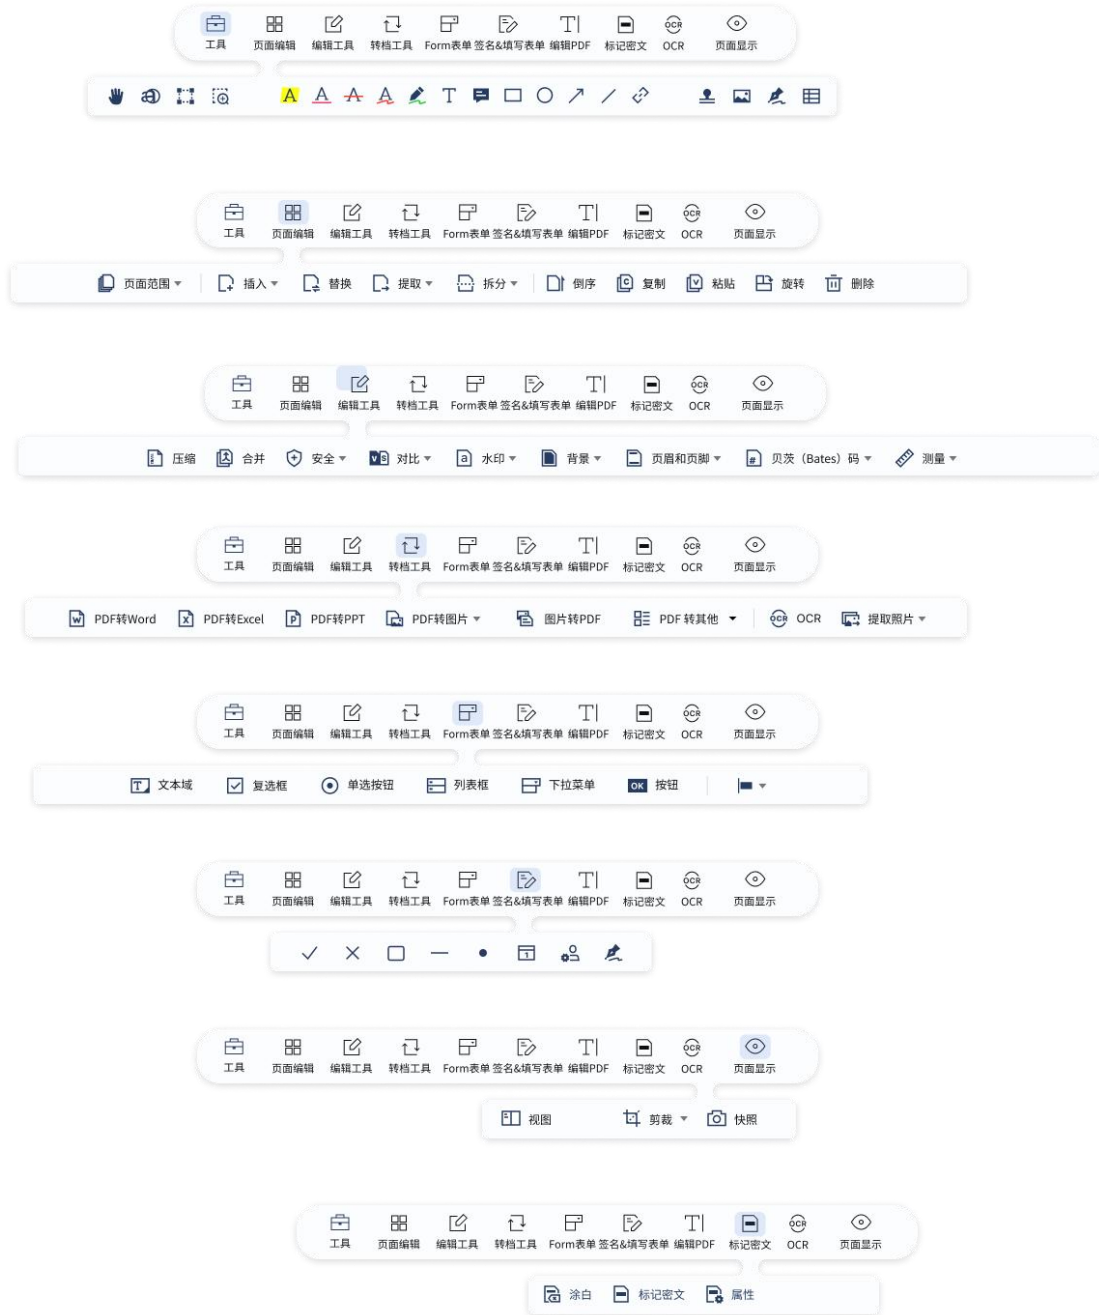 工具 页面编辑 编辑工具 转档工具 Form表单 签名&填写表单 编辑PDF 标记密文 OCR 页面显示
工具 页面编辑 编辑工具 转档工具 Form表单 签名&填写表单 编辑PDF 标记密文 OCR 页面显示
页面范围 插入 替换 提取 拆分 倒序 复制 粘贴 旋转 删除
工具 页面编辑 编辑工具 转档工具 Form表单 签名&填写表单 编辑PDF 标记密文 OCR 页面显示
压缩 合并 安全 对比 水印 背景 页眉和页脚 贝茨（Bates）码 测量
工具 页面编辑 编辑工具 转档工具 Form表单 签名&填写表单 编辑PDF 标记密文 OCR 页面显示
PDF转Word PDF转Excel PDF转PPT PDF转图片 图片转PDF PDF 转其他 OCR 提取照片
工具 页面编辑 编辑工具 转档工具 Form表单 签名&填写表单 编辑PDF 标记密文 OCR 页面显示
文本域 复选框 单选按钮 列表框 下拉菜单 OK 按钮
工具 页面编辑 编辑工具 转档工具 Form表单 签名&填写表单 编辑PDF 标记密文 OCR 页面显示
工具 页面编辑 编辑工具 转档工具 Form表单 签名&填写表单 编辑PDF 标记密文 OCR 页面显示
视图 剪裁 快照
工具 页面编辑 编辑工具 转档工具 Form表单 签名&填写表单 编辑PDF 标记密文 OCR 页面显示
涂白 标记密文 属性